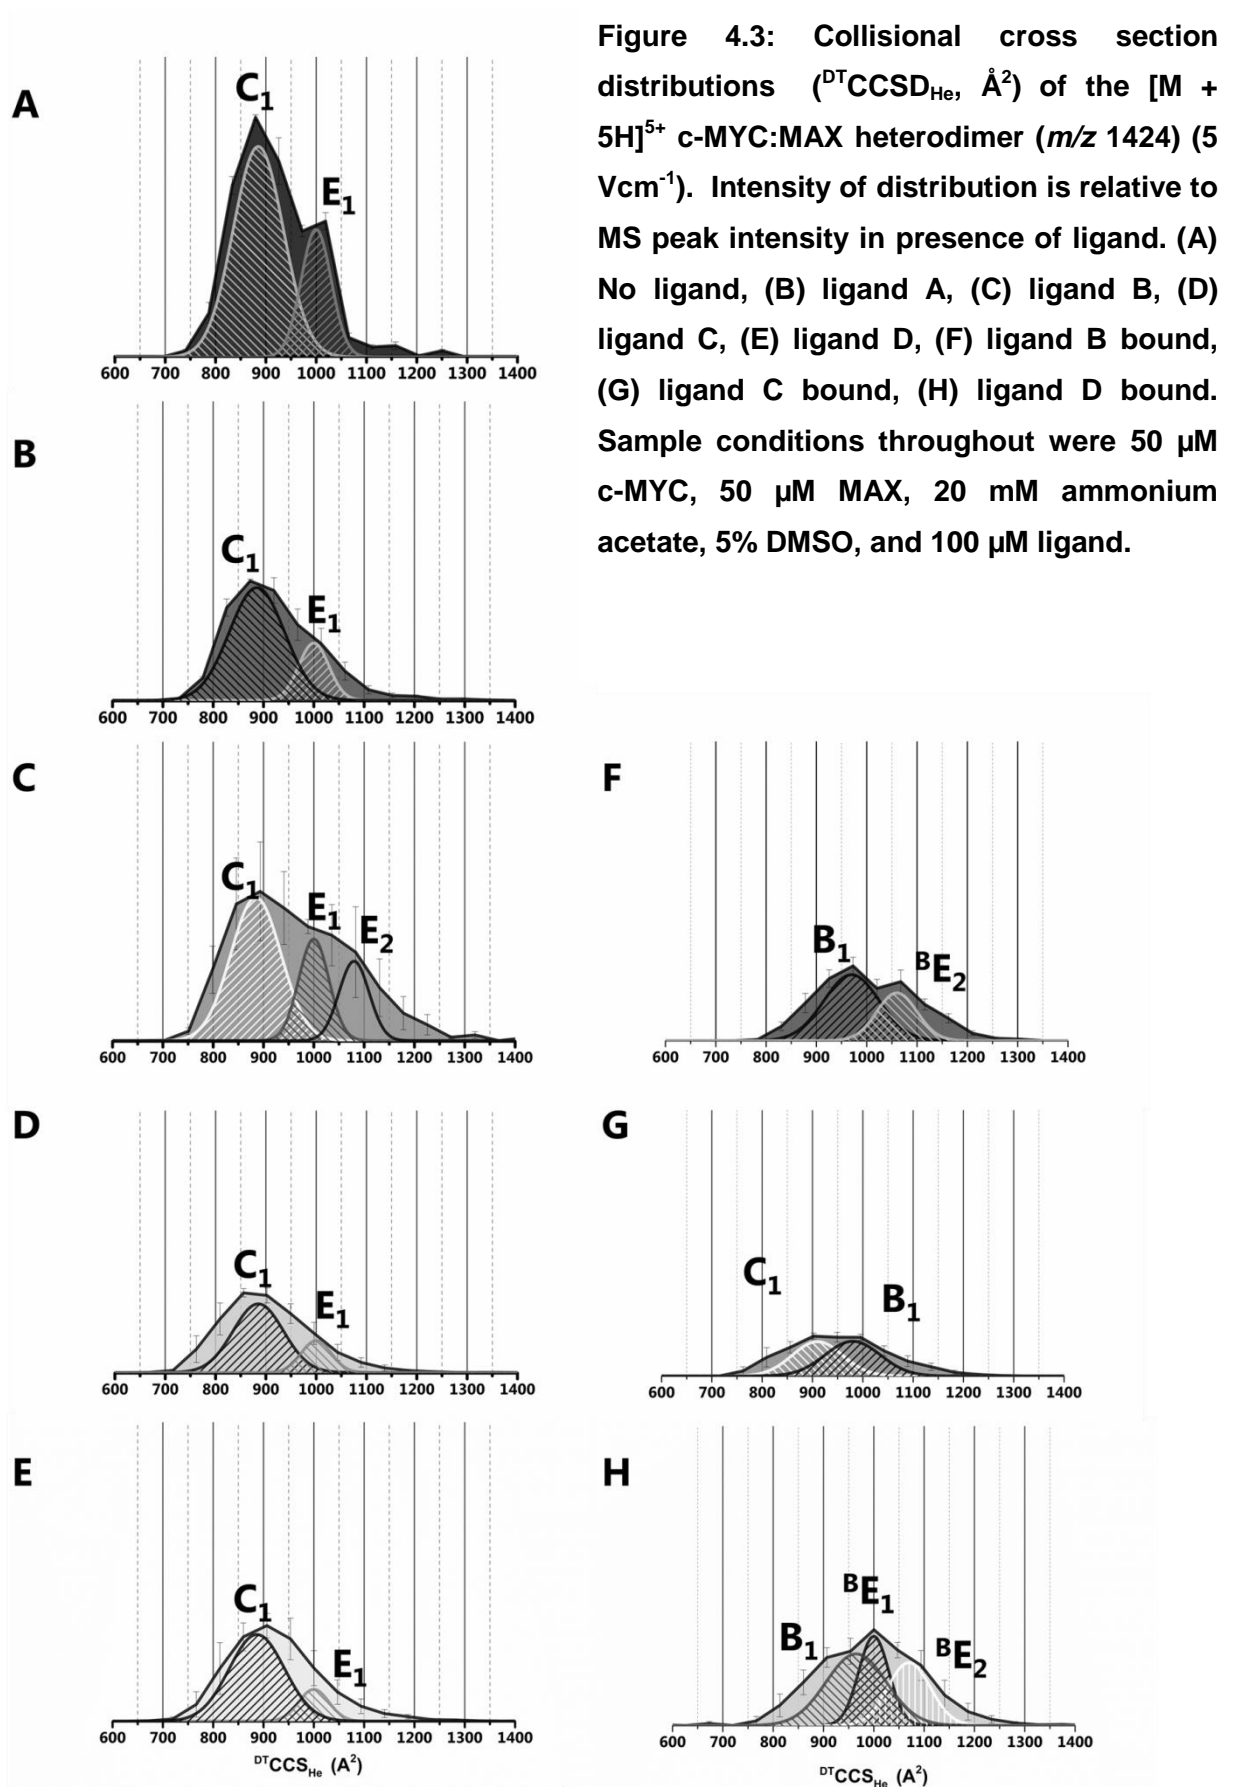 Figure 4.3: Collisional cross section
distributions (ᴰᵀCCSD_He, Å²) of the [M +
5H]⁵⁺ c-MYC:MAX heterodimer (m/z 1424) (5
Vcm⁻¹). Intensity of distribution is relative to
MS peak intensity in presence of ligand. (A)
No ligand, (B) ligand A, (C) ligand B, (D)
ligand C, (E) ligand D, (F) ligand B bound,
(G) ligand C bound, (H) ligand D bound.
Sample conditions throughout were 50 µM
c-MYC, 50 µM MAX, 20 mM ammonium
acetate, 5% DMSO, and 100 µM ligand.
A
C₁
E₁
600 700 800 900 1000 1100 1200 1300 1400
B
C₁
E₁
600 700 800 900 1000 1100 1200 1300 1400
C
C₁
E₁
E₂
600 700 800 900 1000 1100 1200 1300 1400
F
B₁
ᴮE₂
600 700 800 900 1000 1100 1200 1300 1400
D
C₁
E₁
600 700 800 900 1000 1100 1200 1300 1400
G
C₁
B₁
600 700 800 900 1000 1100 1200 1300 1400
E
C₁
E₁
600 700 800 900 1000 1100 1200 1300 1400
ᴰᵀCCS_He (A²)
H
B₁
ᴮE₁
ᴮE₂
600 700 800 900 1000 1100 1200 1300 1400
ᴰᵀCCS_He (A²)